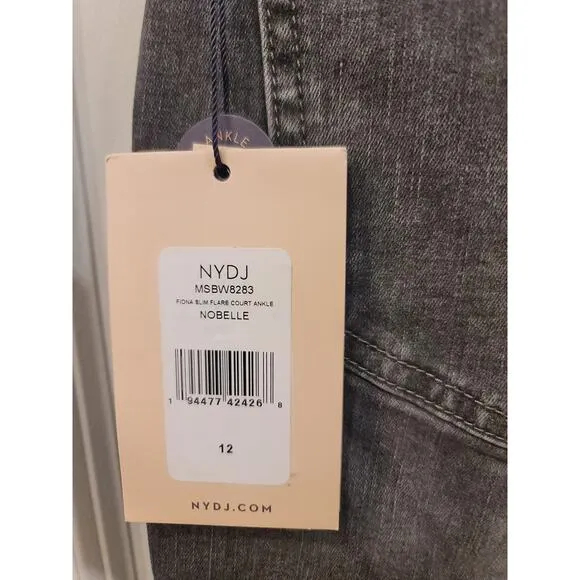 ANKLE
NYDJ
MSBW8283
FIONA SLIM FLARE COURT ANKLE
NOBELLE
1 94477 42426 8
12
NYDJ.COM